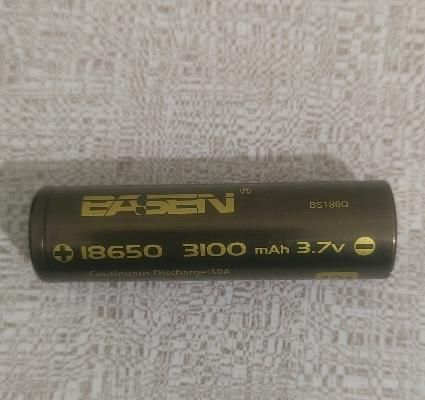 BASEN ®
BS186Q
18650 3100 mAh 3.7V
Continuous Discharge:30A